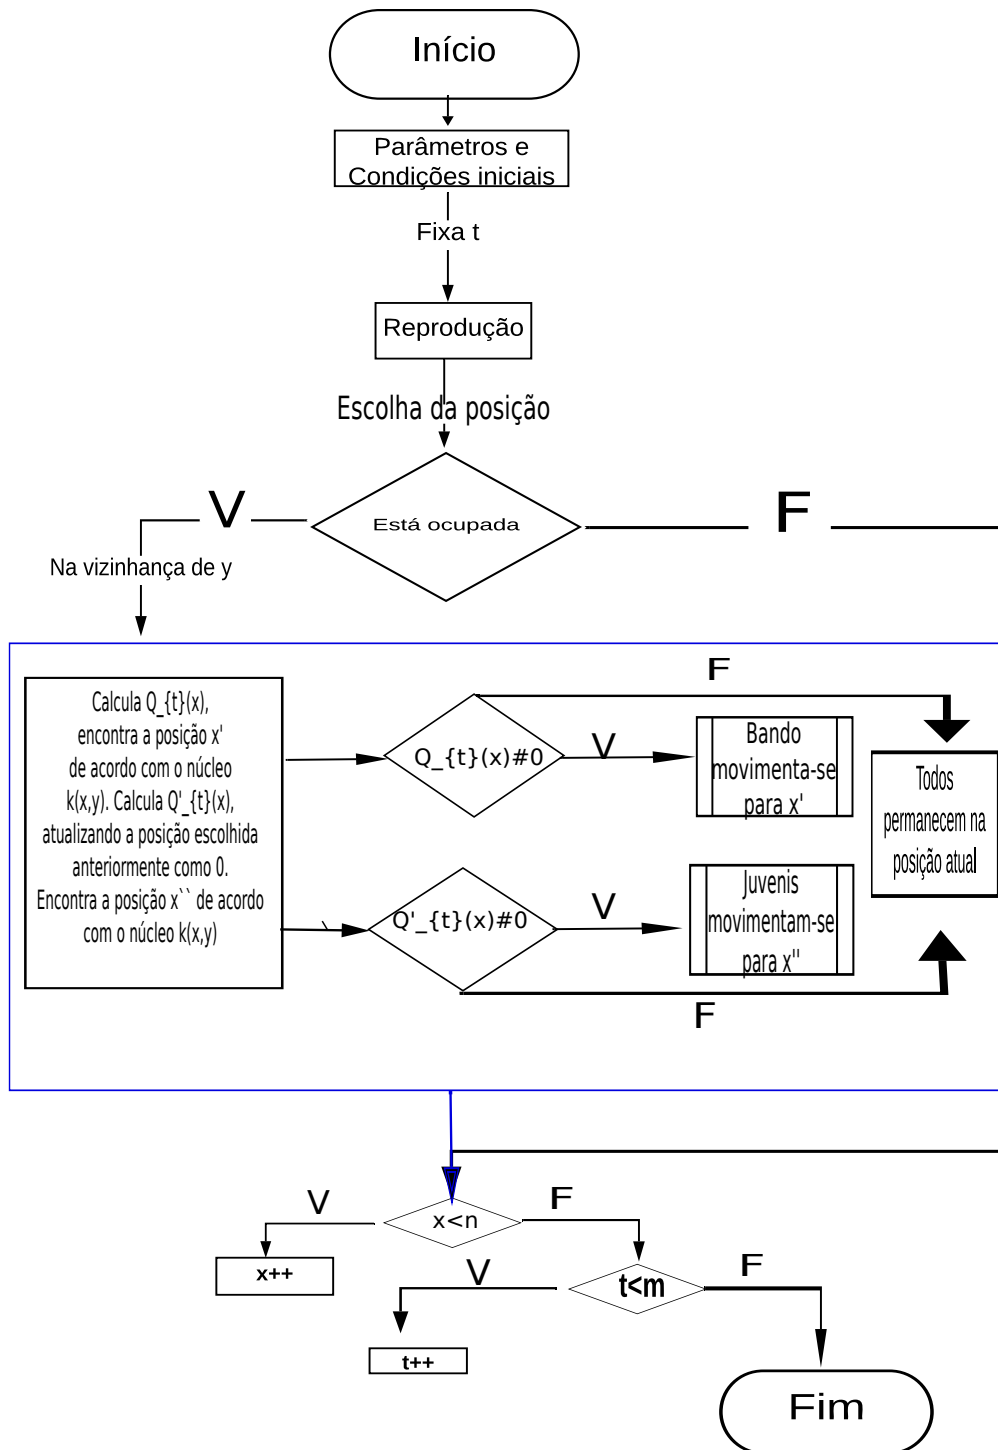 Início
Parâmetros e
Condições iniciais
Fixa t
Reprodução
Escolha da posição
Está ocupada
V
F
Na vizinhança de y
F
Calcula Q_{t}(x),
encontra a posição x'
de acordo com o núcleo
k(x,y). Calcula Q'_{t}(x),
atualizando a posição escolhida
anteriormente como 0.
Encontra a posição x`` de acordo
com o núcleo k(x,y)
Q_{t}(x)#0
V
Bando
movimenta-se
para x'
Todos
permanecem na
posição atual
Q'_{t}(x)#0
V
Juvenis
movimentam-se
para x''
F
V
x<n
F
x++
V
t<m
F
t++
Fim